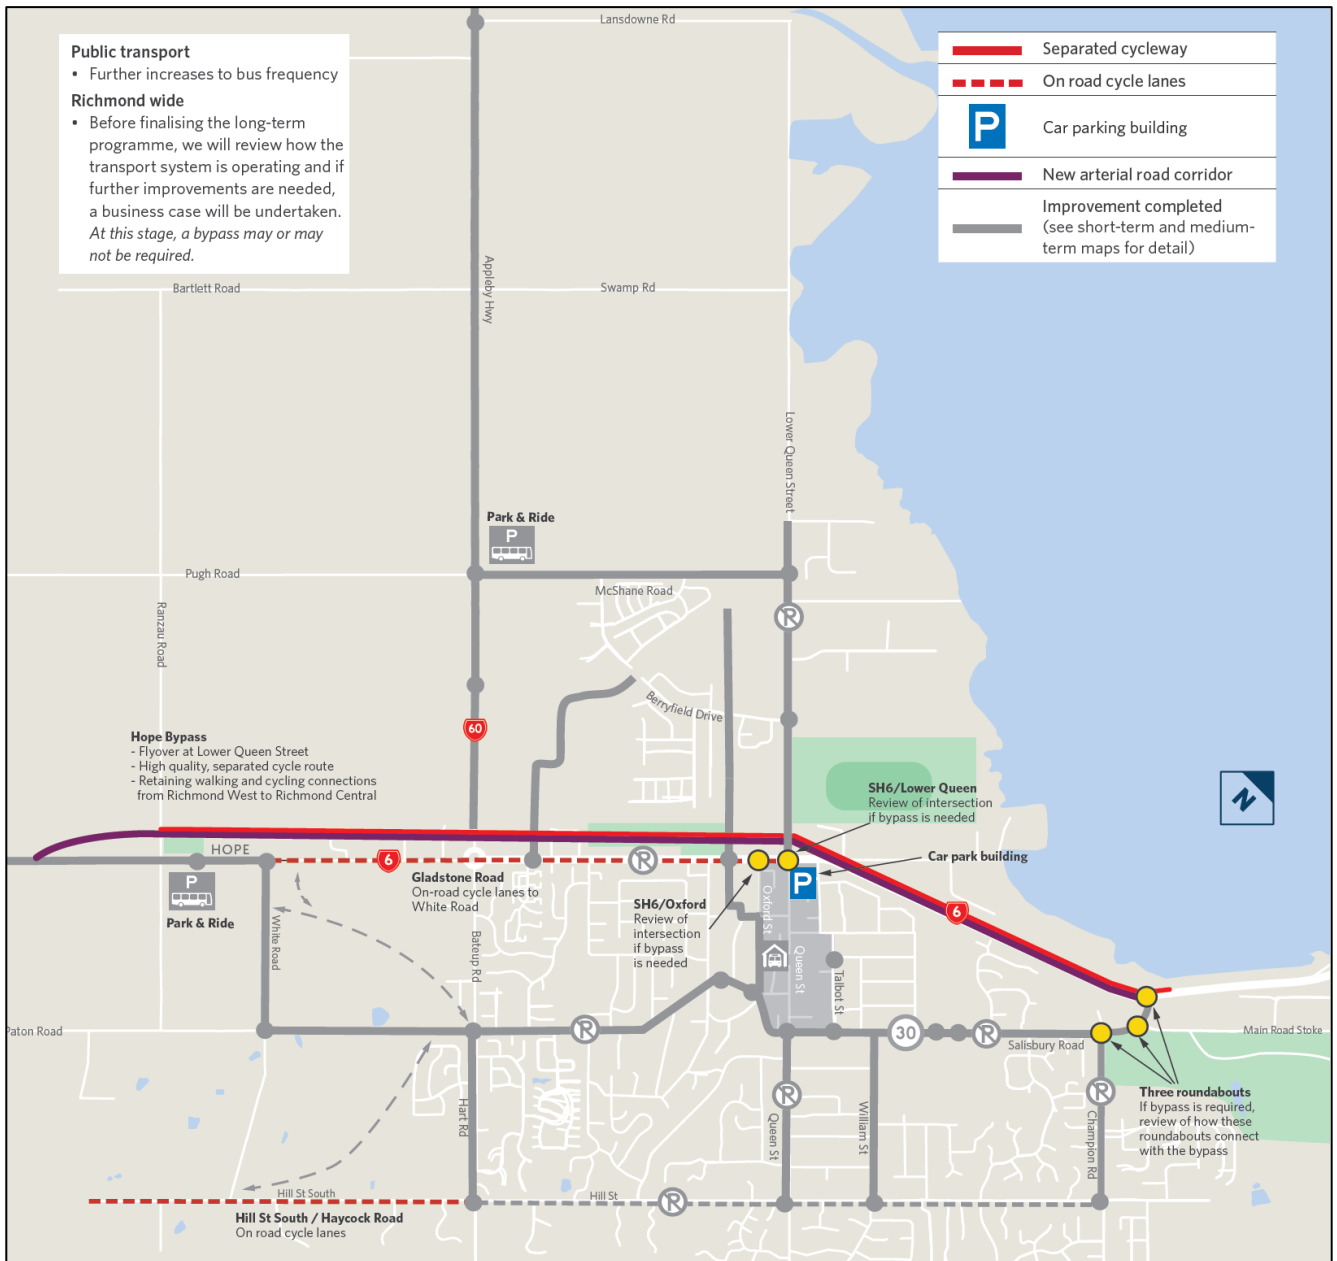 Public transport
• Further increases to bus frequency
Richmond wide
• Before finalising the long-term
programme, we will review how the
transport system is operating and if
further improvements are needed,
a business case will be undertaken.
At this stage, a bypass may or may
not be required.
Separated cycleway
On road cycle lanes
P
Car parking building
New arterial road corridor
Improvement completed
(see short-term and medium-
term maps for detail)
Lansdowne Rd
Appleby Hwy
Bartlett Road
Swamp Rd
Lower Queen Street
Park & Ride
P
Pugh Road
McShane Road
Ranzau Road
R
Berryfield Drive
60
Hope Bypass
- Flyover at Lower Queen Street
- High quality, separated cycle route
- Retaining walking and cycling connections
from Richmond West to Richmond Central
SH6/Lower Queen
Review of intersection
if bypass is needed
N
HOPE
6
R
Car park building
P
Park & Ride
Gladstone Road
On-road cycle lanes to
White Road
SH6/Oxford
Review of
intersection
if bypass
is needed
P
Oxford St
6
White Road
Bateup Rd
Queen St
Talbot St
Paton Road
R
30
R
Salisbury Road
Main Road Stoke
Three roundabouts
If bypass is required,
review of how these
roundabouts connect
with the bypass
Hart Rd
R
Queen St
William St
R
Champion Rd
Hill St South
Hill St
R
Hill St South / Haycock Road
On road cycle lanes